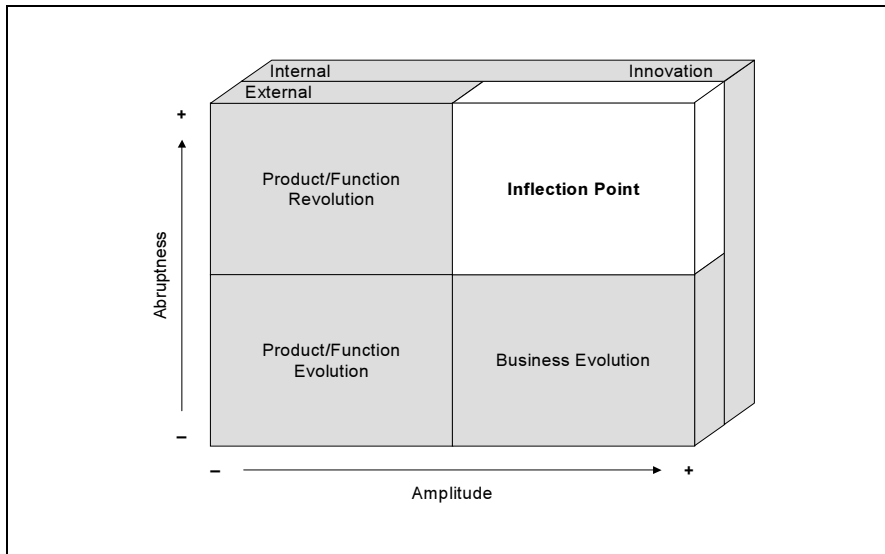 Internal
Innovation
External
+
Product/Function
Revolution
Inflection Point
Abruptness
Product/Function
Evolution
Business Evolution
–
–
+
Amplitude